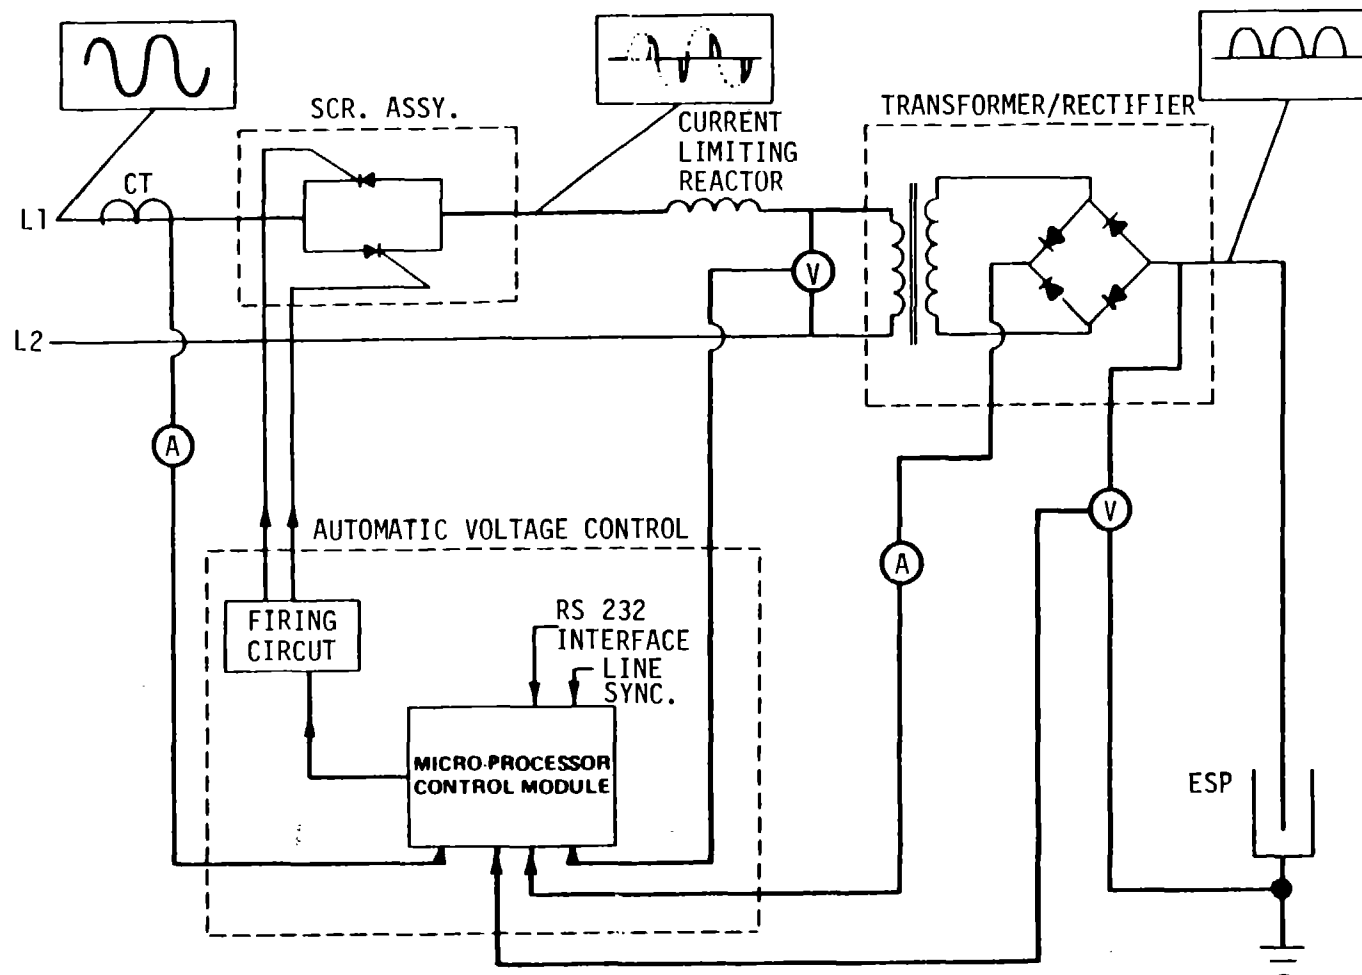 SCR. ASSY.
CURRENT
LIMITING
REACTOR
TRANSFORMER/RECTIFIER
CT
L1
V
L2
A
V
A
AUTOMATIC VOLTAGE CONTROL
FIRING
CIRCUT
RS 232
INTERFACE
LINE
SYNC.
MICRO-PROCESSOR
CONTROL MODULE
ESP